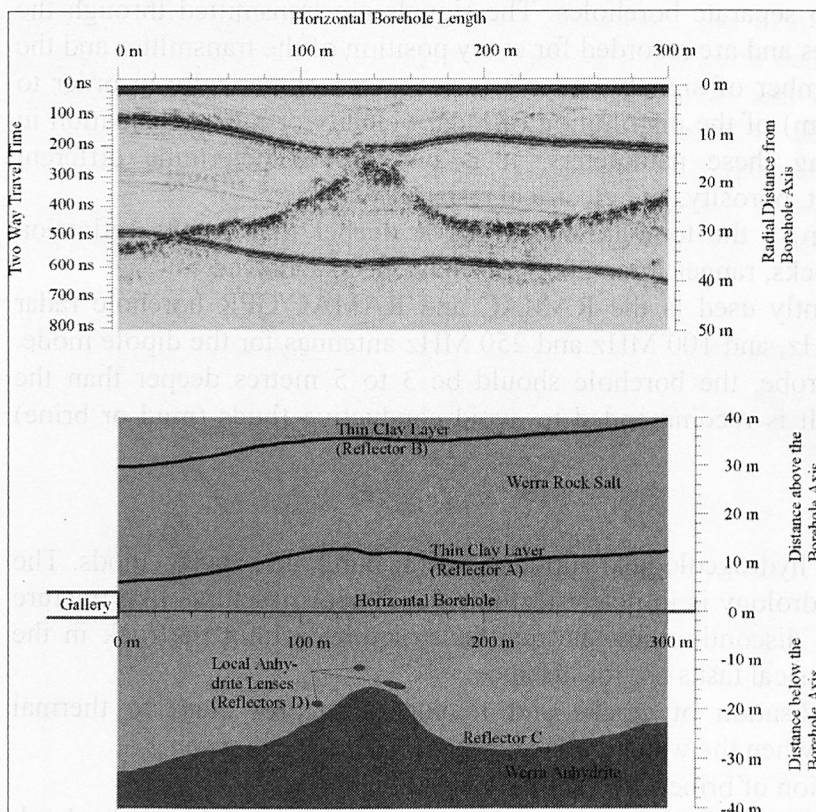 Horizontal Borehole Length
0 m 100 m 200 m 300 m
0 ns
100 ns
200 ns
300 ns
400 ns
500 ns
600 ns
700 ns
800 ns
Two Way Travel Time
0 m
10 m
20 m
30 m
40 m
50 m
Radial Distance from
Borehole Axis
Thin Clay Layer
(Reflector B)
Werra Rock Salt
Thin Clay Layer
(Reflector A)
Gallery
Horizontal Borehole
0 m 100 m 200 m 300 m
Local Anhy-
drite Lenses
(Reflectors D)
Reflector C
Werra Anhydrite
40 m
30 m
20 m
10 m
0 m
-10 m
-20 m
-30 m
-40 m
Distance above the
Borehole Axis
Distance below the
Borehole Axis